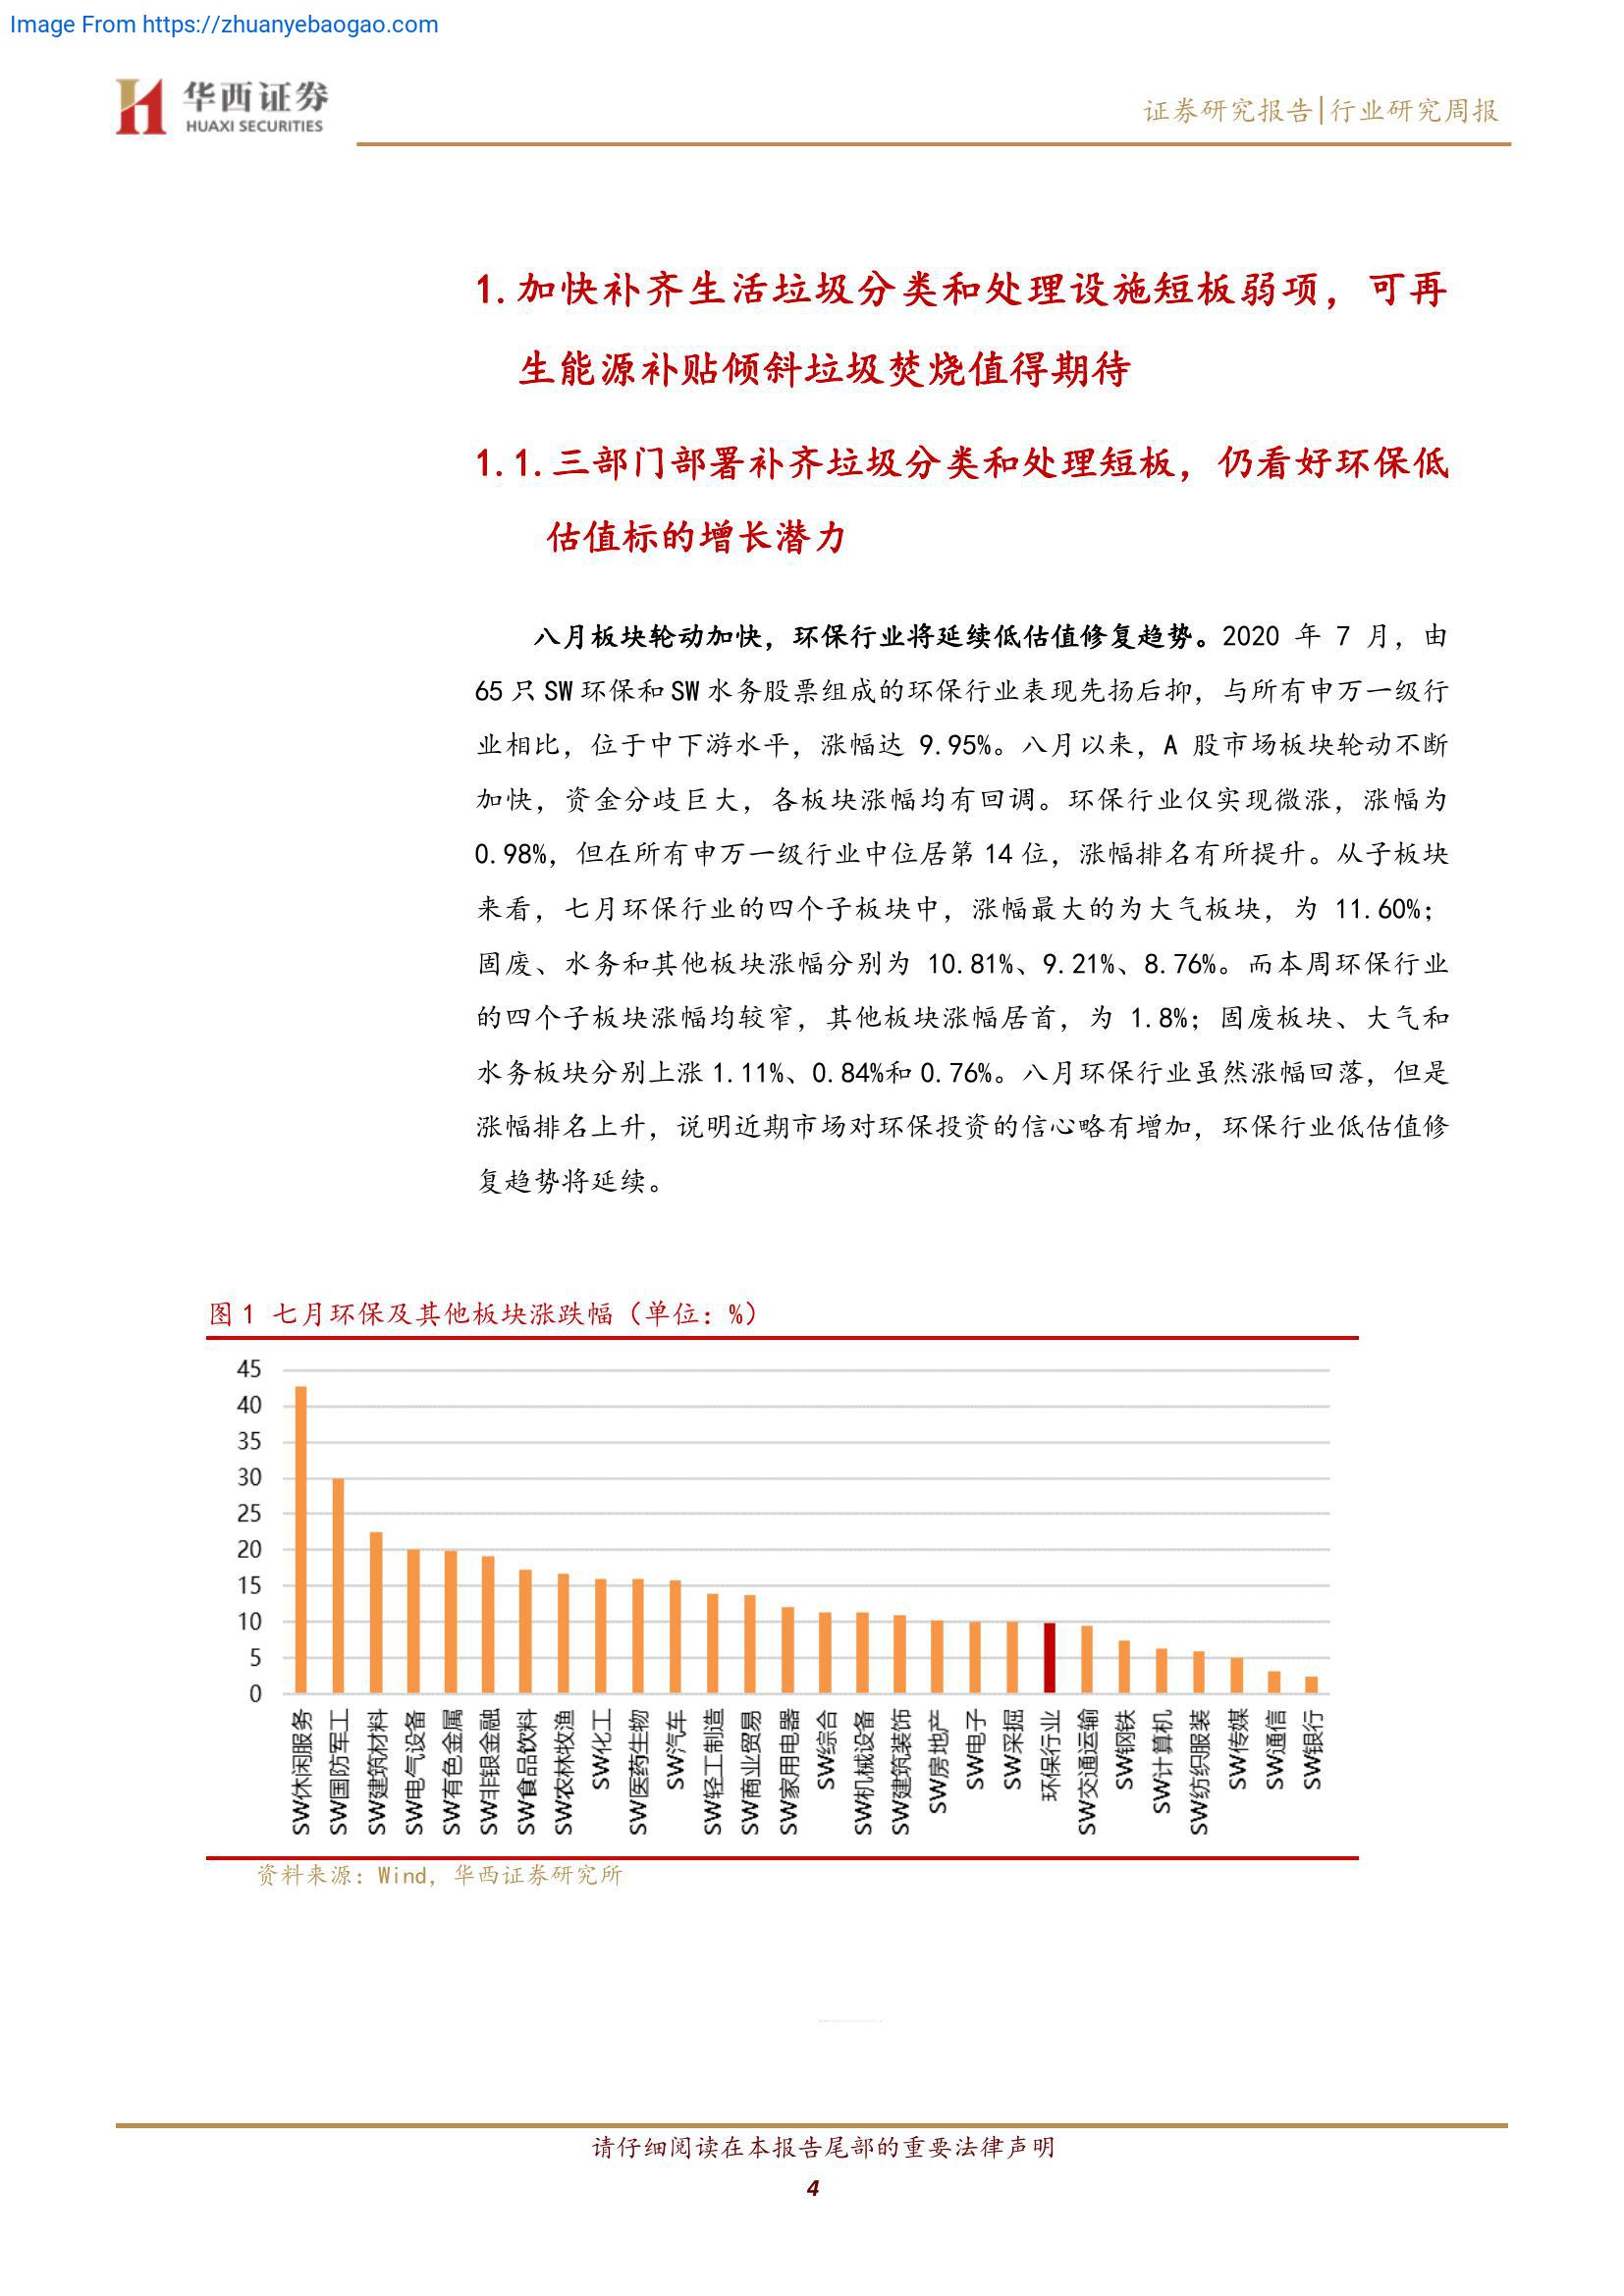 Image From https://zhuanyebaogao.com
华西证券
HUAXI SECURITIES
证券研究报告|行业研究周报
1.加快补齐生活垃圾分类和处理设施短板弱项，可再
生能源补贴倾斜垃圾焚烧值得期待
1.1.三部门部署补齐垃圾分类和处理短板，仍看好环保低
估值标的增长潜力
八月板块轮动加快，环保行业将延续低估值修复趋势。2020 年 7 月，由
65 只 SW 环保和 SW 水务股票组成的环保行业表现先扬后抑，与所有申万一级行
业相比，位于中下游水平，涨幅达 9.95%。八月以来，A 股市场板块轮动不断
加快，资金分歧巨大，各板块涨幅均有回调。环保行业仅实现微涨，涨幅为
0.98%，但在所有申万一级行业中位居第 14 位，涨幅排名有所提升。从子板块
来看，七月环保行业的四个子板块中，涨幅最大的为大气板块，为 11.60%；
固废、水务和其他板块涨幅分别为 10.81%、9.21%、8.76%。而本周环保行业
的四个子板块涨幅均较窄，其他板块涨幅居首，为 1.8%；固废板块、大气和
水务板块分别上涨 1.11%、0.84%和 0.76%。八月环保行业虽然涨幅回落，但是
涨幅排名上升，说明近期市场对环保投资的信心略有增加，环保行业低估值修
复趋势将延续。
图 1 七月环保及其他板块涨跌幅（单位：%）
45
40
35
30
25
20
15
10
5
0
SW休闲服务
SW国防军工
SW建筑材料
SW电气设备
SW有色金属
SW非银金融
SW食品饮料
SW农林牧渔
SW化工
SW医药生物
SW汽车
SW轻工制造
SW商业贸易
SW家用电器
SW综合
SW机械设备
SW建筑装饰
SW房地产
SW电子
SW采掘
环保行业
SW交通运输
SW钢铁
SW计算机
SW纺织服装
SW传媒
SW通信
SW银行
资料来源：Wind，华西证券研究所
请仔细阅读在本报告尾部的重要法律声明
4